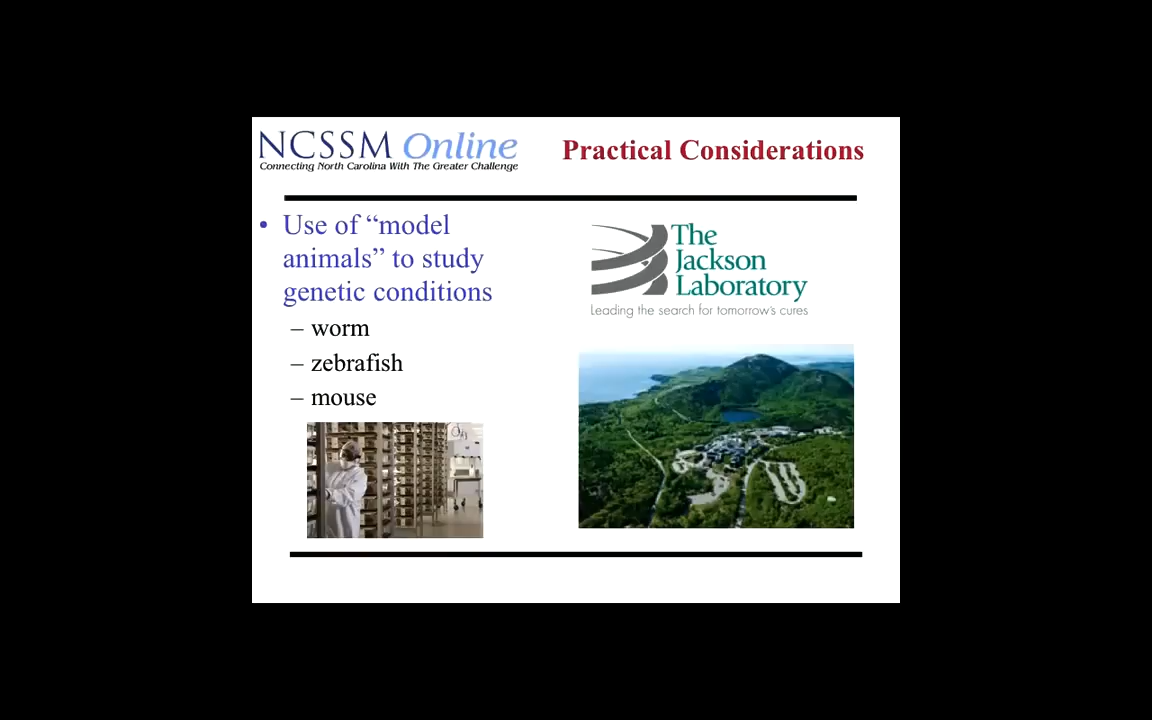 NCSSM Online
Connecting North Carolina With The Greater Challenge
Practical Considerations
• Use of “model
animals” to study
genetic conditions
– worm
– zebrafish
– mouse
The
Jackson
Laboratory
Leading the search for tomorrow's cures